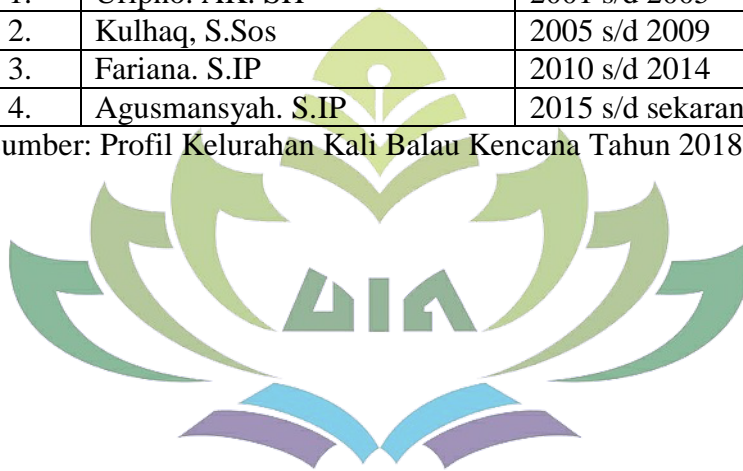 2. Kulhaq, S.Sos 2005 s/d 2009
3. Fariana. S.IP 2010 s/d 2014
4. Agusmansyah. S.IP 2015 s/d sekaran
umber: Profil Kelurahan Kali Balau Kencana Tahun 2018
UIN